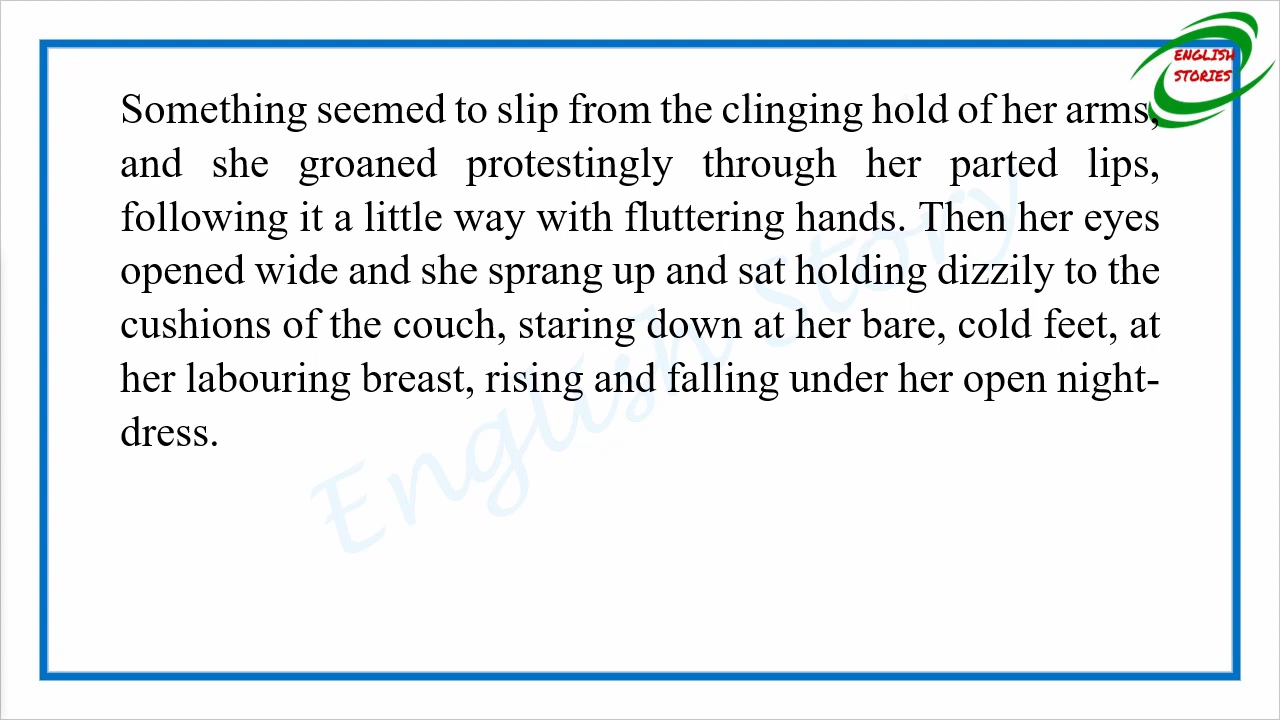 ENGLISH
STORIES
Something seemed to slip from the clinging hold of her arms,
and she groaned protestingly through her parted lips,
following it a little way with fluttering hands. Then her eyes
opened wide and she sprang up and sat holding dizzily to the
cushions of the couch, staring down at her bare, cold feet, at
her labouring breast, rising and falling under her open night-
dress.
English Story